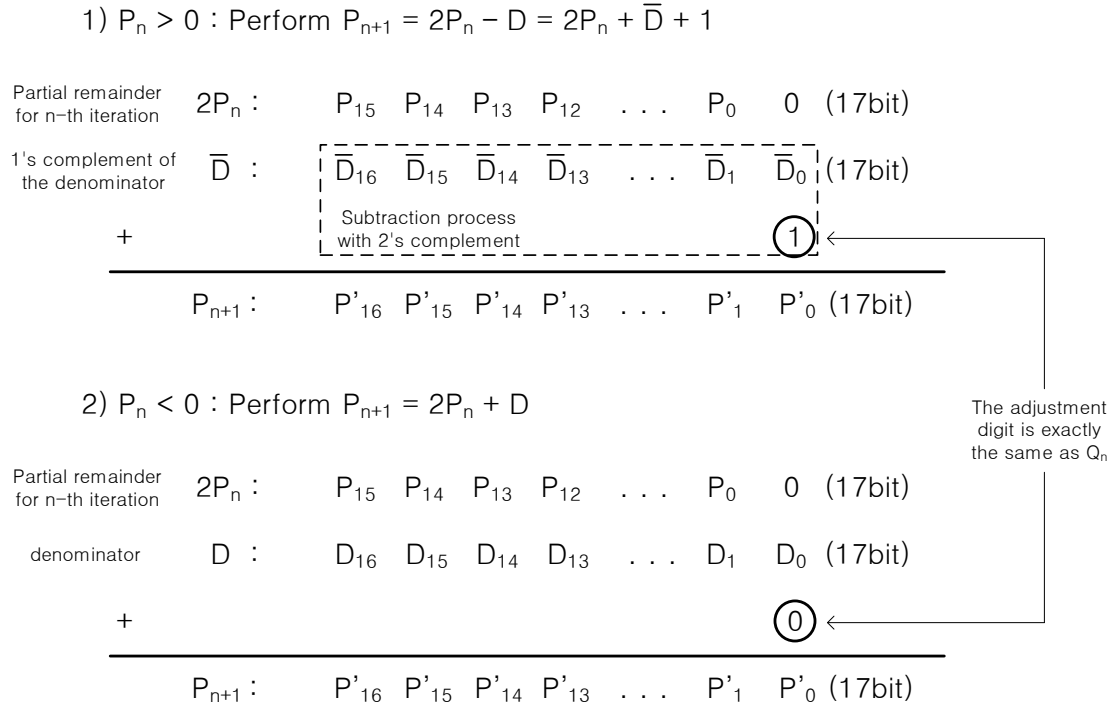 1) Pₙ > 0 : Perform Pₙ₊₁ = 2Pₙ − D = 2Pₙ + D̅ + 1
Partial remainder
for n−th iteration
2Pₙ : P₁₅ P₁₄ P₁₃ P₁₂ . . . P₀ 0 (17bit)
1's complement of
the denominator
D̅ : D̅₁₆ D̅₁₅ D̅₁₄ D̅₁₃ . . . D̅₁ D̅₀ (17bit)
Subtraction process
with 2's complement
+ 1
Pₙ₊₁ : P’₁₆ P’₁₅ P’₁₄ P’₁₃ . . . P’₁ P’₀ (17bit)
2) Pₙ < 0 : Perform Pₙ₊₁ = 2Pₙ + D
The adjustment
digit is exactly
the same as Qₙ
Partial remainder
for n−th iteration
2Pₙ : P₁₅ P₁₄ P₁₃ P₁₂ . . . P₀ 0 (17bit)
denominator D : D₁₆ D₁₅ D₁₄ D₁₃ . . . D₁ D₀ (17bit)
+ 0
Pₙ₊₁ : P’₁₆ P’₁₅ P’₁₄ P’₁₃ . . . P’₁ P’₀ (17bit)